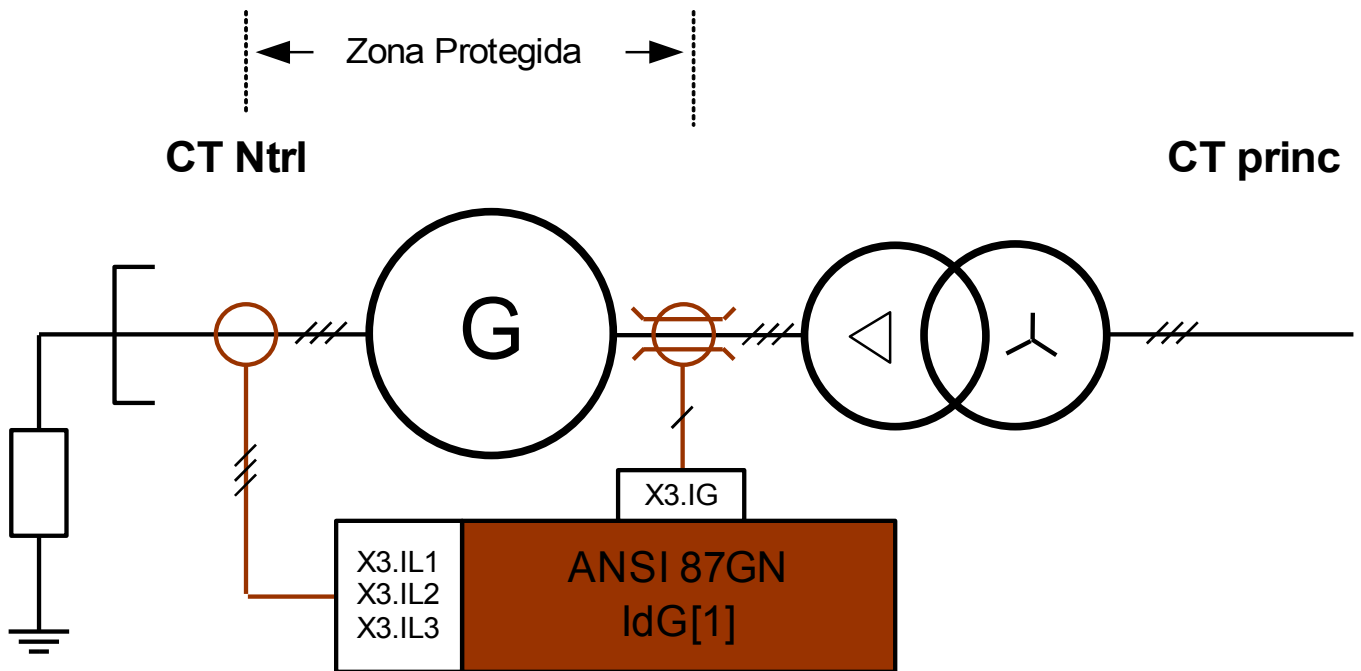 Zona Protegida
CT Ntrl
CT princ
G
X3.IG
X3.IL1
X3.IL2
X3.IL3
ANSI 87GN
IdG[1]